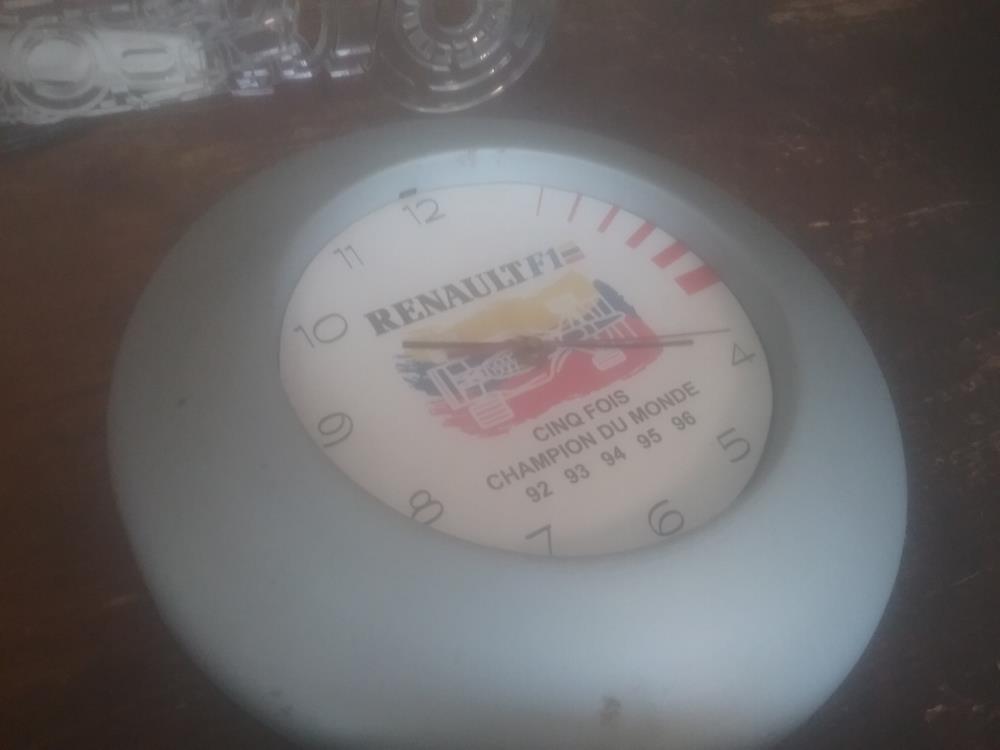 12
11
10
9
8
7
6
5
4
RENAULT F1
CINQ FOIS
CHAMPION DU MONDE
92 93 94 95 96